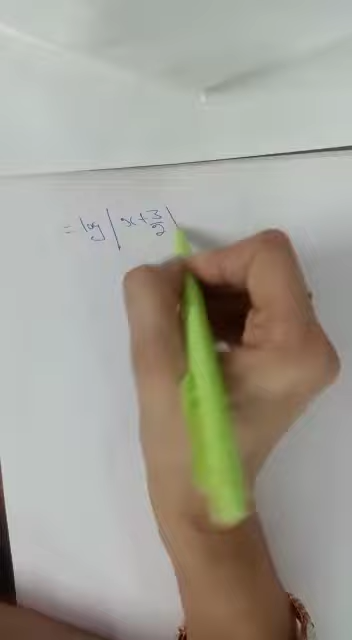 = log | x + 3/2 |